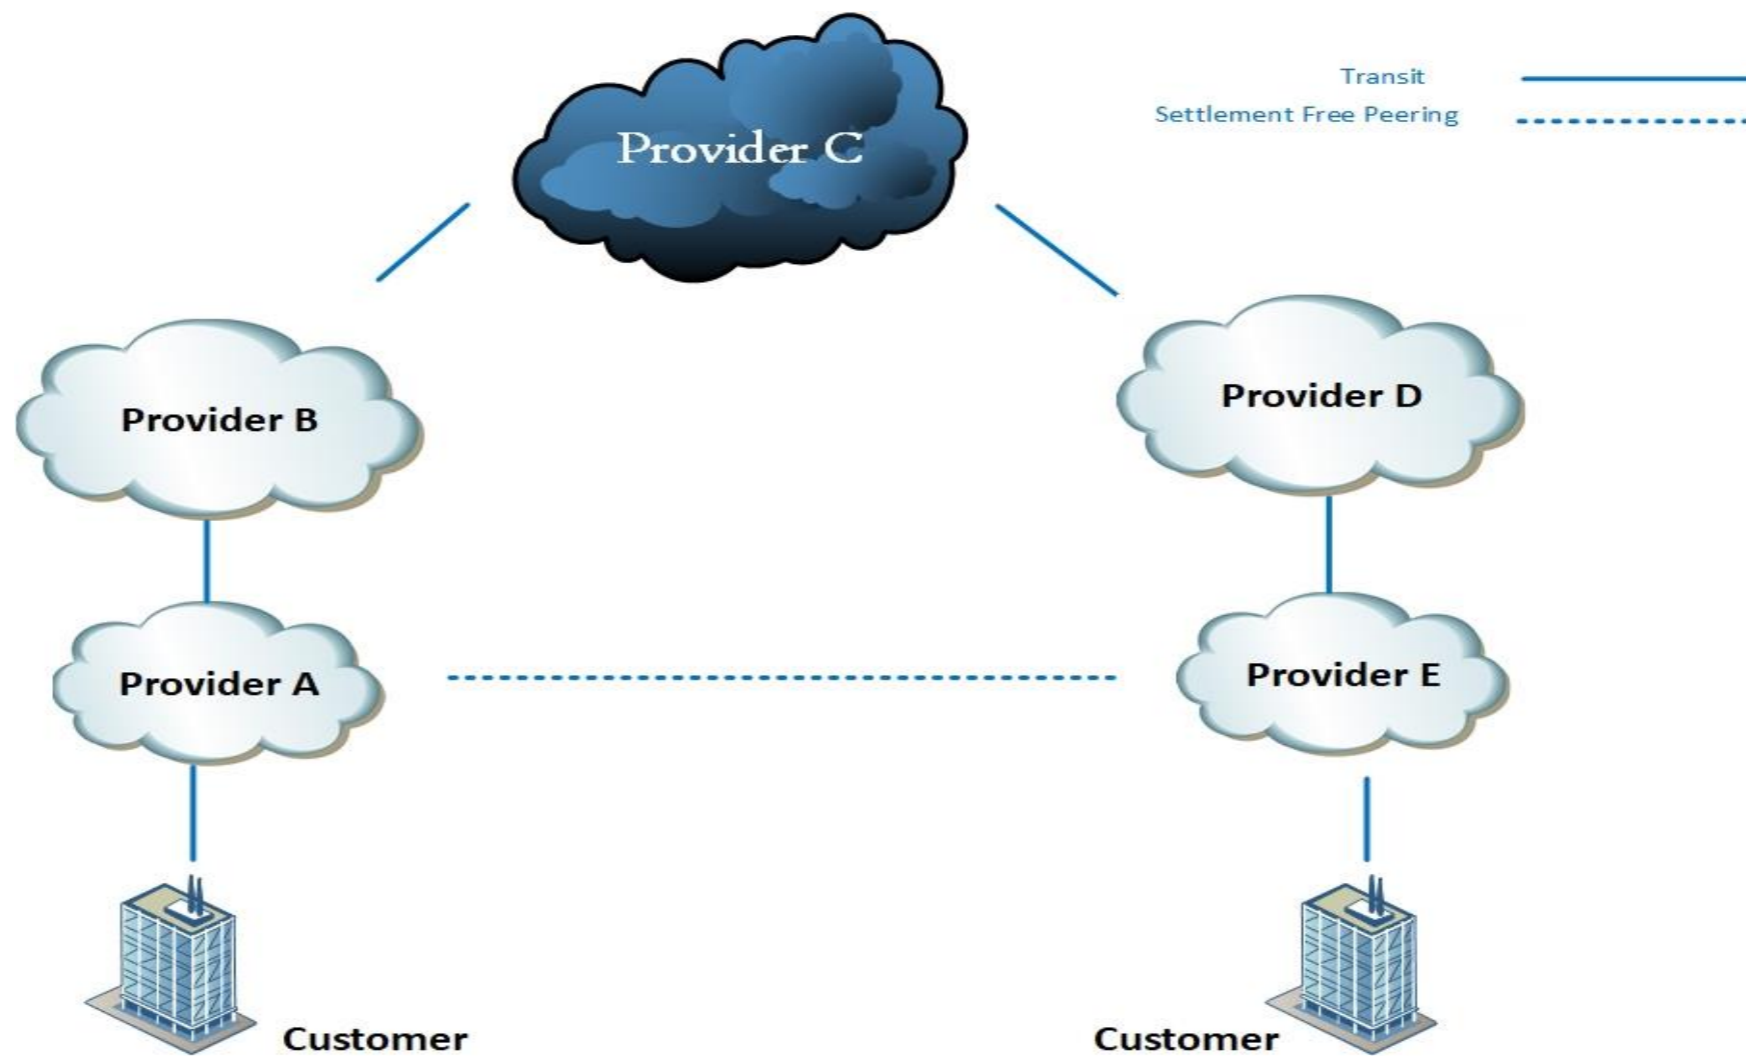 Provider C
Transit
Settlement Free Peering
Provider B
Provider D
Provider A
Provider E
Customer
Customer